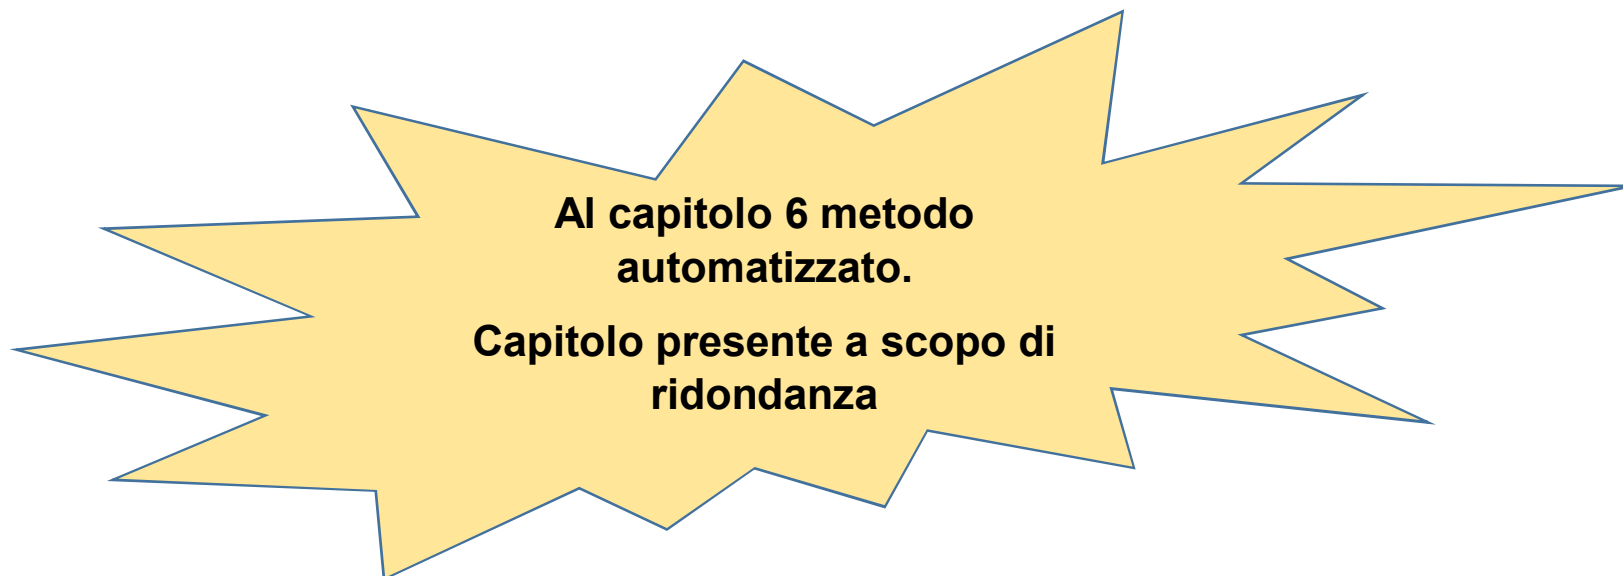 Al capitolo 6 metodo
automatizzato.
Capitolo presente a scopo di
ridondanza